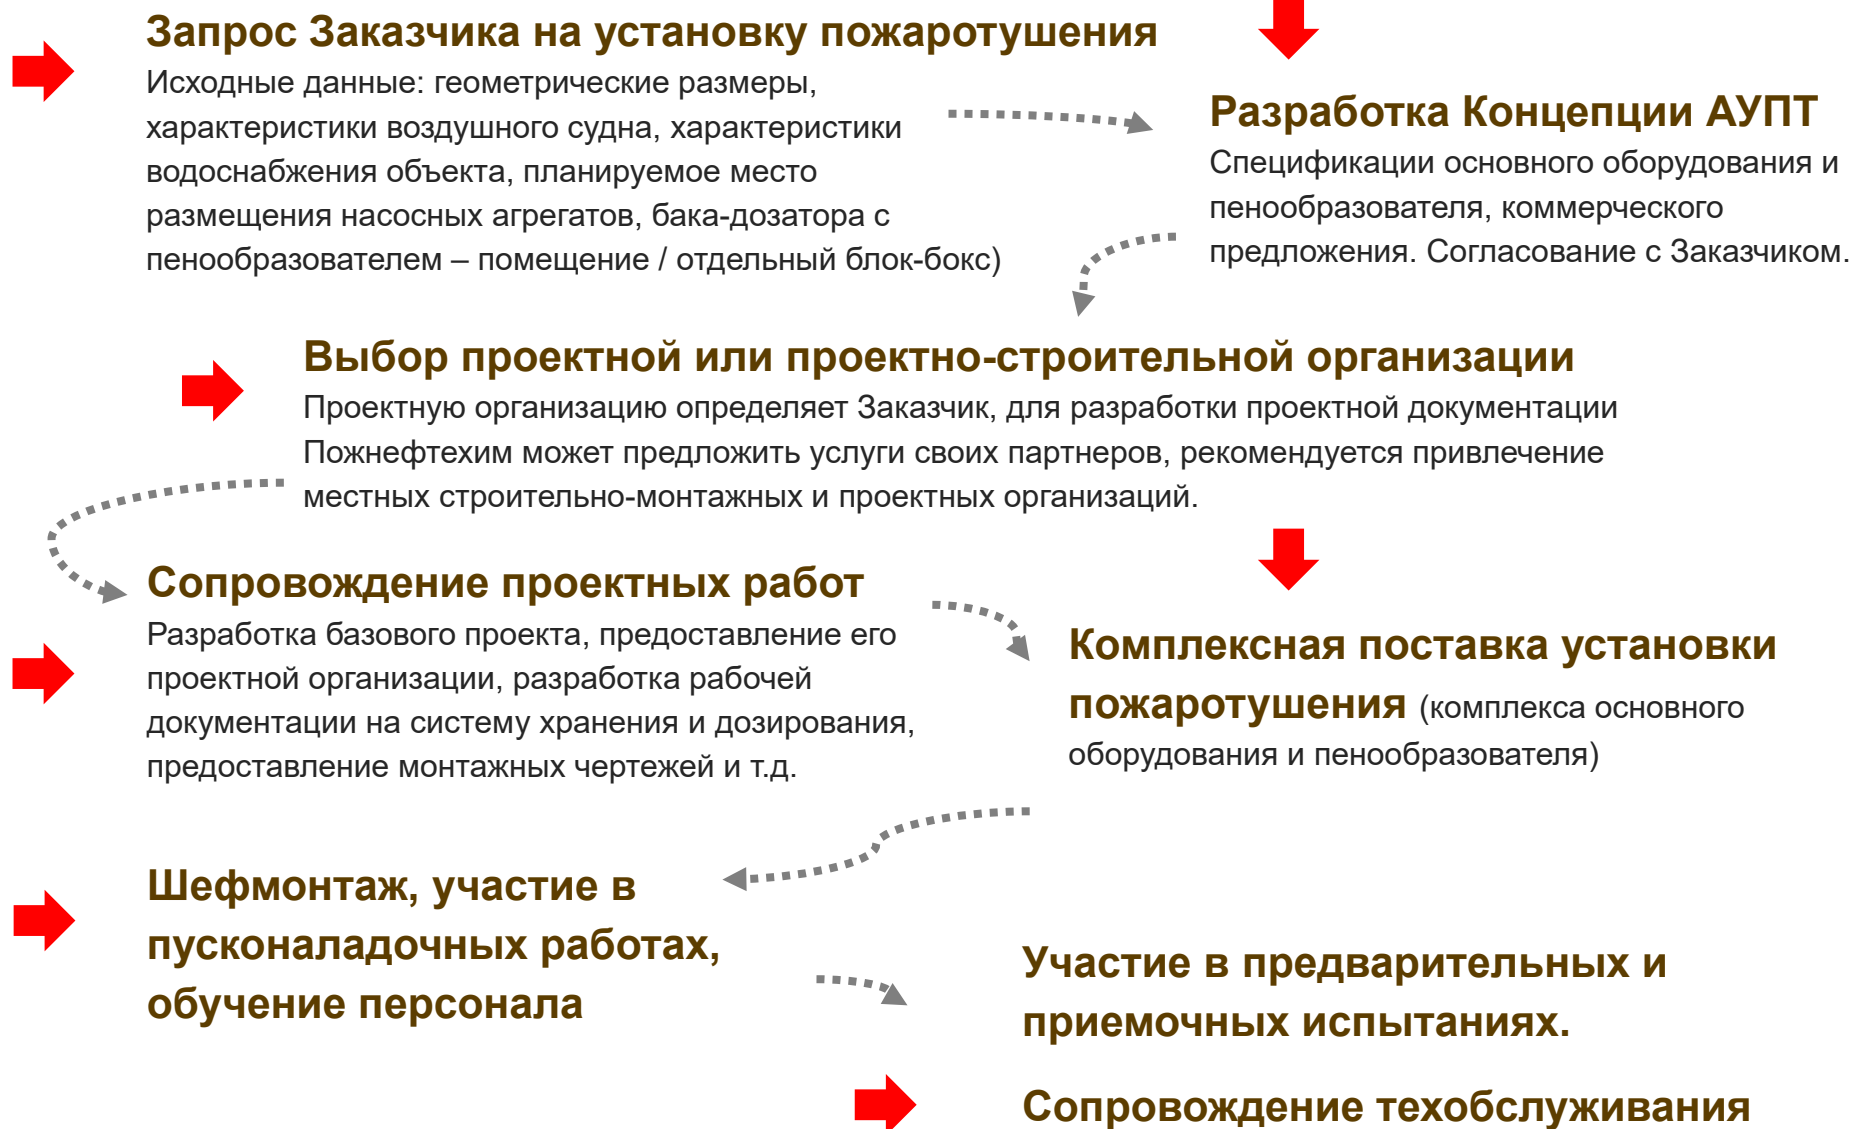 Запрос Заказчика на установку пожаротушения
Исходные данные: геометрические размеры,
характеристики воздушного судна, характеристики
водоснабжения объекта, планируемое место
размещения насосных агрегатов, бака-дозатора с
пенообразователем – помещение / отдельный блок-бокс)
Разработка Концепции АУПТ
Спецификации основного оборудования и
пенообразователя, коммерческого
предложения. Согласование с Заказчиком.
Выбор проектной или проектно-строительной организации
Проектную организацию определяет Заказчик, для разработки проектной документации
Пожнефтехим может предложить услуги своих партнеров, рекомендуется привлечение
местных строительно-монтажных и проектных организаций.
Сопровождение проектных работ
Разработка базового проекта, предоставление его
проектной организации, разработка рабочей
документации на систему хранения и дозирования,
предоставление монтажных чертежей и т.д.
Комплексная поставка установки
пожаротушения (комплекса основного
оборудования и пенообразователя)
Шефмонтаж, участие в
пусконаладочных работах,
обучение персонала
Участие в предварительных и
приемочных испытаниях.
Сопровождение техобслуживания